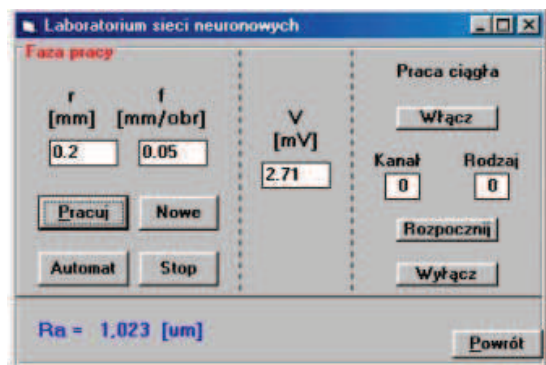 Laboratorium sieci neuronowych
Faza pracy
r f
[mm] [mm/obr]
0.2 0.05
Pracuj Nowe
Automat Stop
V
[mV]
2.71
Praca ciągła
Włącz
Kanał Rodzaj
0 0
Rozpocznij
Wyłącz
Ra = 1,023 [um]
Powrót